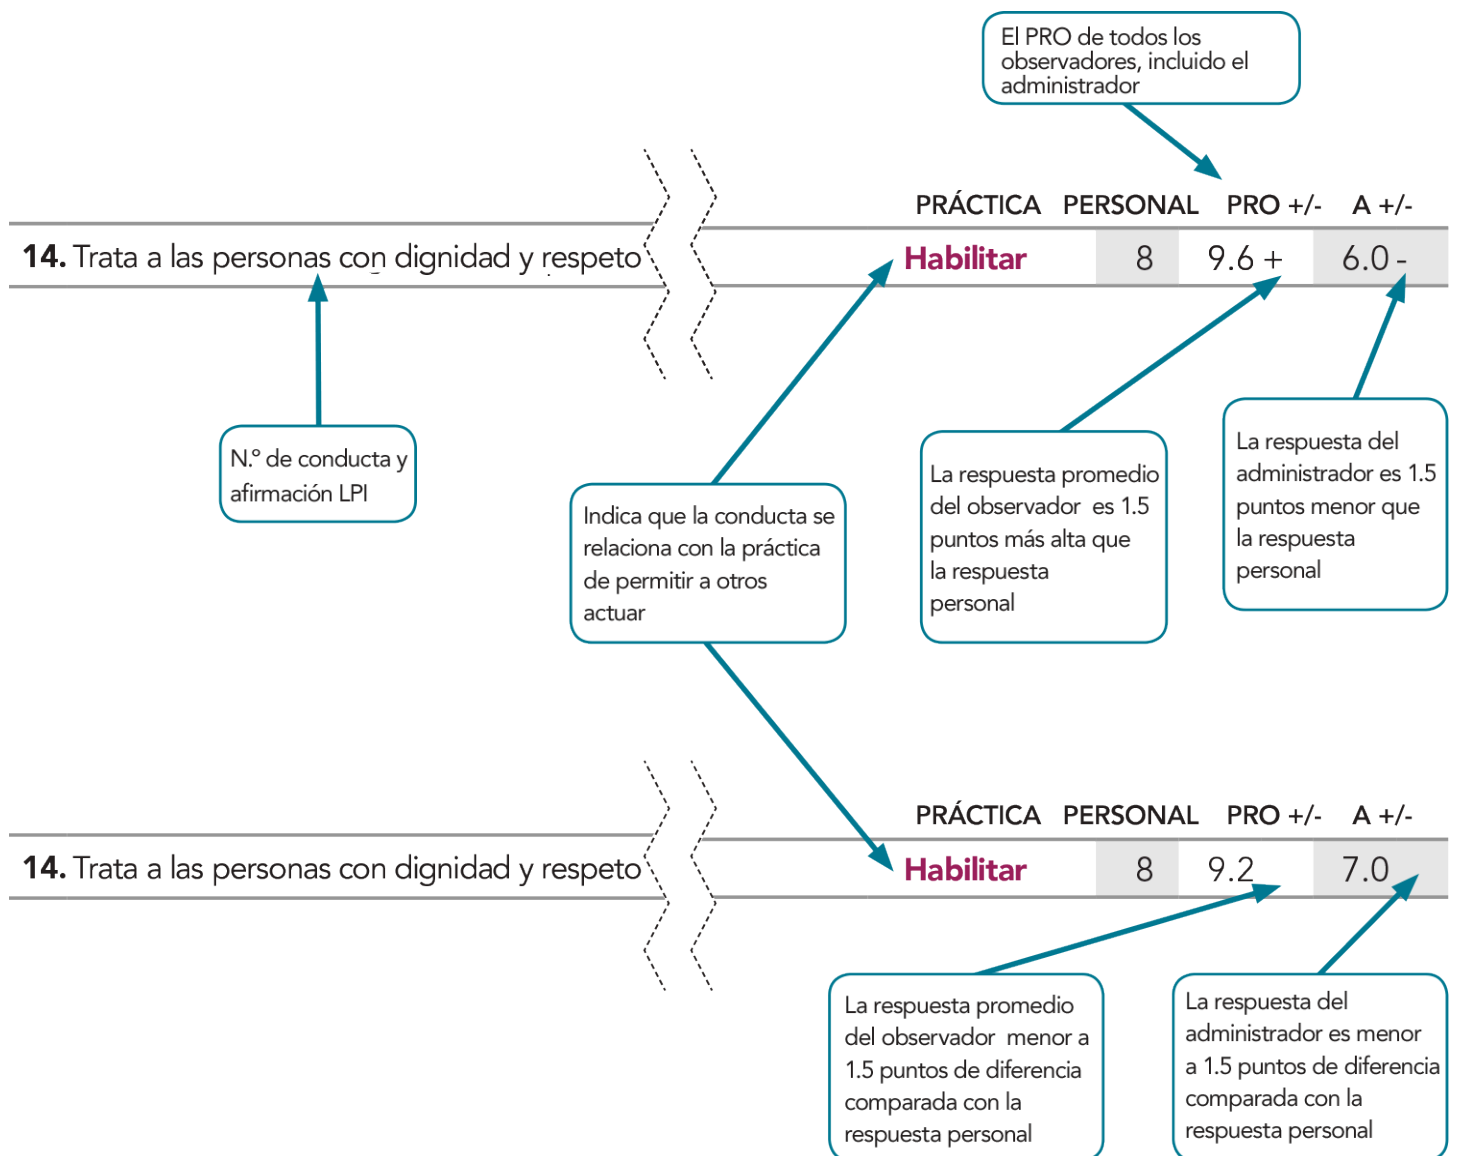 El PRO de todos los
observadores, incluido el
administrador
PRÁCTICA PERSONAL PRO +/- A +/-
14. Trata a las personas con dignidad y respeto Habilitar 8 9.6 + 6.0 -
N.º de conducta y
afirmación LPI
Indica que la conducta se
relaciona con la práctica
de permitir a otros
actuar
La respuesta promedio
del observador es 1.5
puntos más alta que
la respuesta
personal
La respuesta del
administrador es 1.5
puntos menor que
la respuesta
personal
PRÁCTICA PERSONAL PRO +/- A +/-
14. Trata a las personas con dignidad y respeto Habilitar 8 9.2 7.0
La respuesta promedio
del observador menor a
1.5 puntos de diferencia
comparada con la
respuesta personal
La respuesta del
administrador es menor
a 1.5 puntos de diferencia
comparada con la
respuesta personal